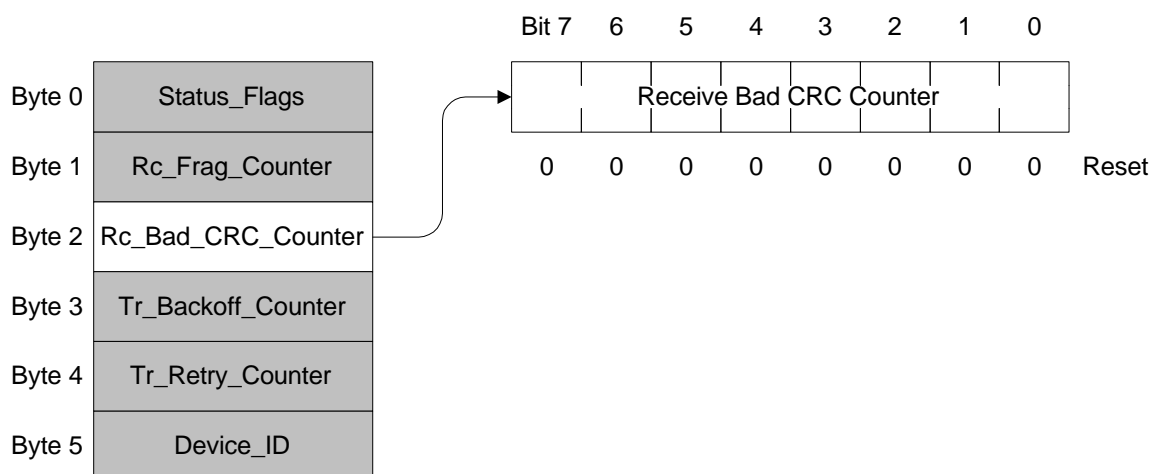 Bit 7 6 5 4 3 2 1 0
Byte 0 Status_Flags Receive Bad CRC Counter
Byte 1 Rc_Frag_Counter 0 0 0 0 0 0 0 0 Reset
Byte 2 Rc_Bad_CRC_Counter
Byte 3 Tr_Backoff_Counter
Byte 4 Tr_Retry_Counter
Byte 5 Device_ID